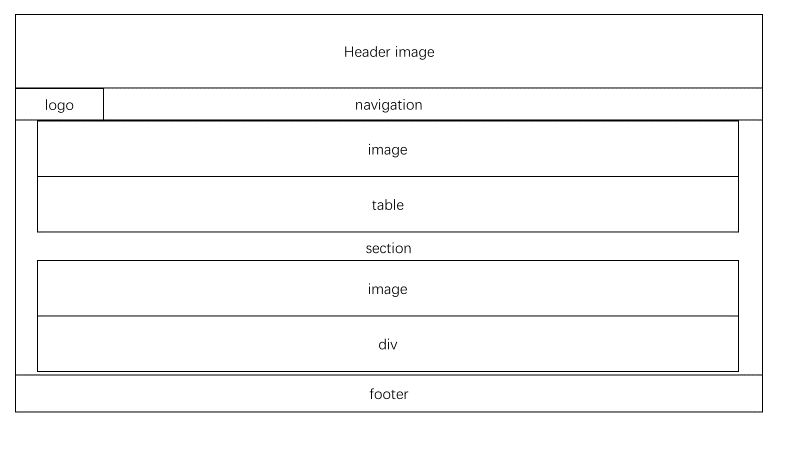 Header image
logo
navigation
image
table
section
image
div
footer